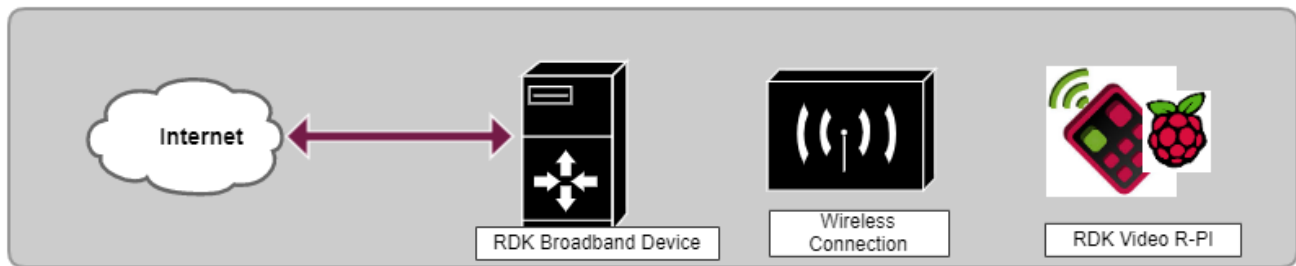 Internet
RDK Broadband Device
Wireless
Connection
RDK Video R-PI